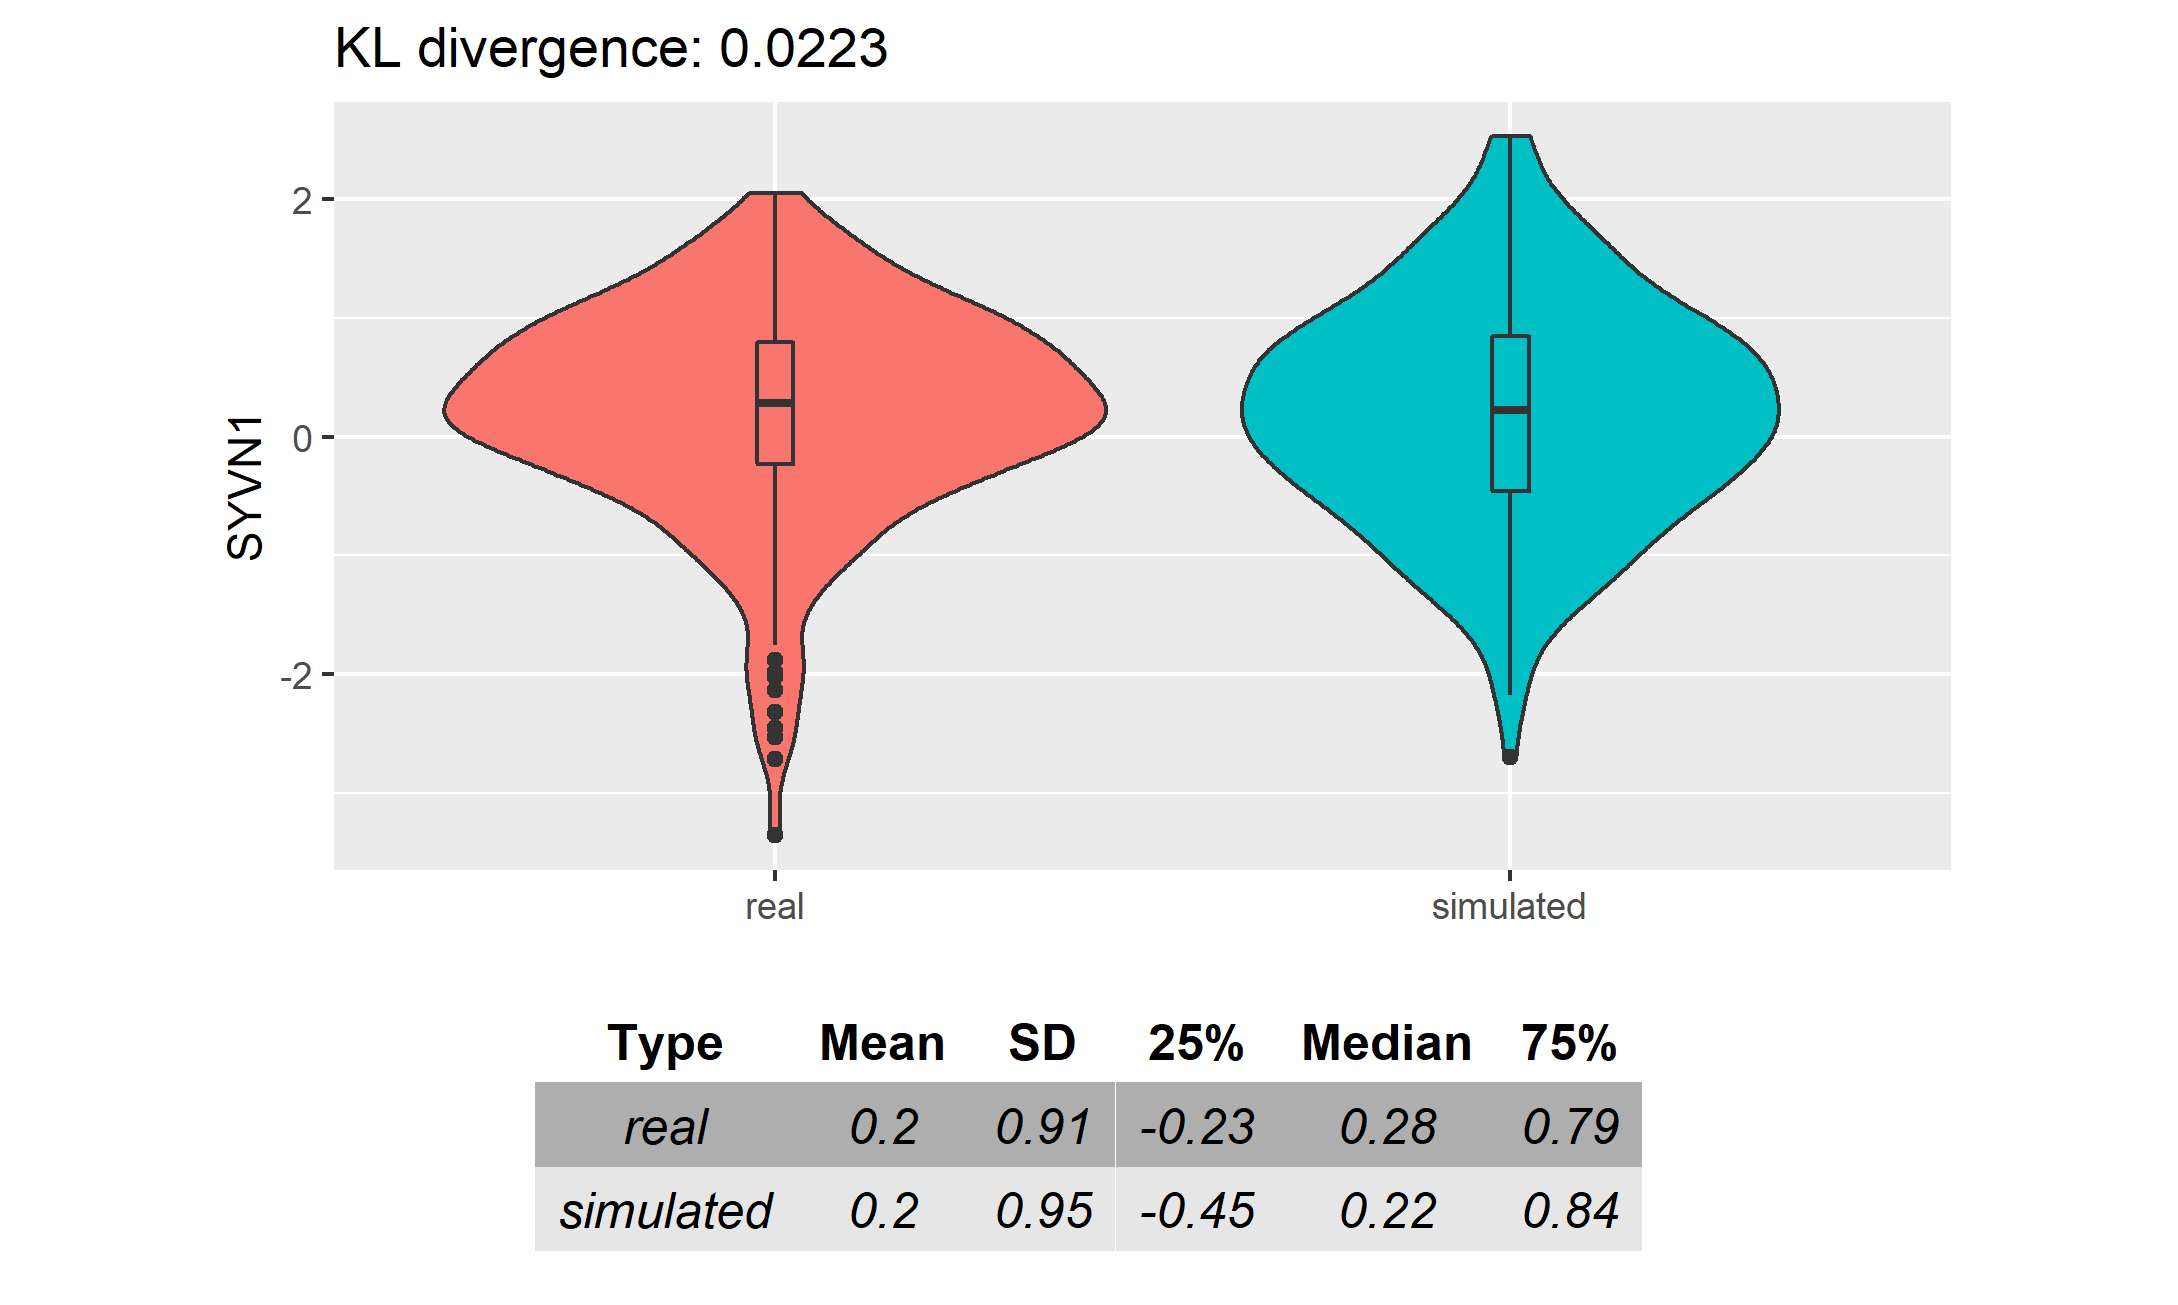 KL divergence: 0.0223
SYVN1
2
0
-2
real simulated
Type Mean SD 25% Median 75%
real 0.2 0.91 -0.23 0.28 0.79
simulated 0.2 0.95 -0.45 0.22 0.84